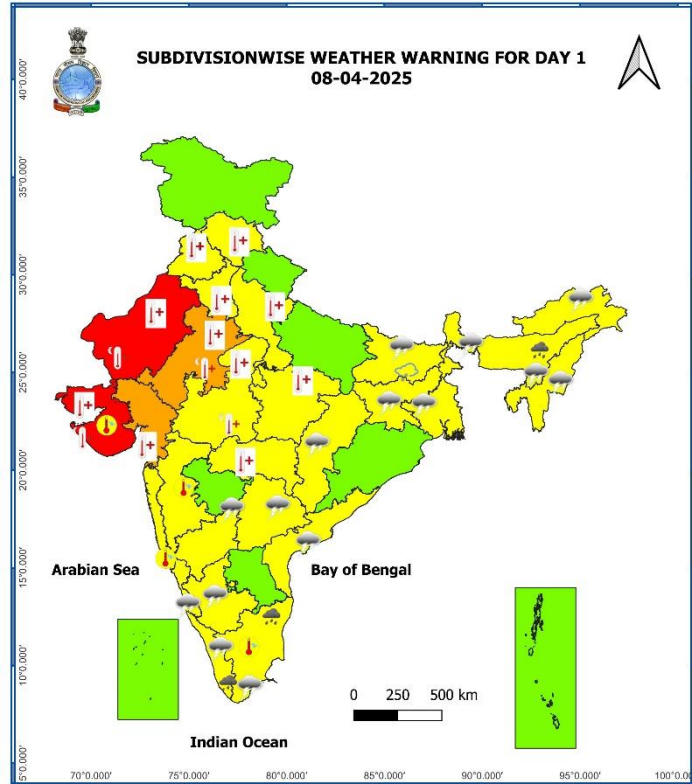 SUBDIVISIONWISE WEATHER WARNING FOR DAY 1
08-04-2025
40°0.000'
35°0.000'
30°0.000'
25°0.000'
20°0.000'
15°0.000'
10°0.000'
5°0.000'
Arabian Sea
Bay of Bengal
0 250 500 km
Indian Ocean
70°0.000' 75°0.000' 80°0.000' 85°0.000' 90°0.000' 95°0.000' 100°0.000'